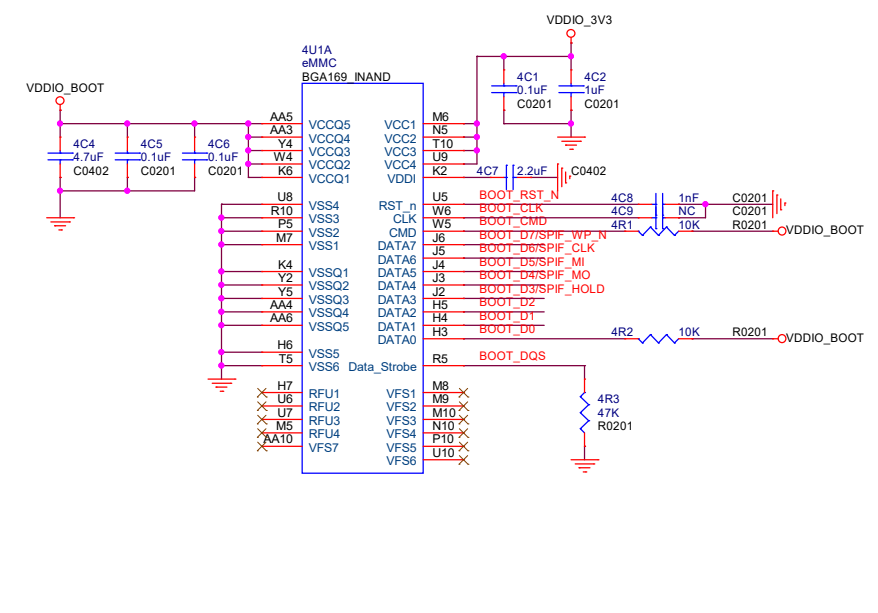 VDDIO_3V3
4U1A
eMMC
BGA169_INAND
VDDIO_BOOT
4C1
0.1uF
C0201
4C2
1uF
C0201
4C4
4.7uF
C0402
4C5
0.1uF
C0201
4C6
0.1uF
C0201
AA5 VCCQ5
AA3 VCCQ4
Y4 VCCQ3
W4 VCCQ2
K6 VCCQ1
U8 VSS4
R10 VSS3
P5 VSS2
M7 VSS1
K4 VSSQ1
Y2 VSSQ2
Y5 VSSQ3
AA4 VSSQ4
AA6 VSSQ5
H6 VSS5
T5 VSS6
H7 RFU1
U6 RFU2
U7 RFU3
M5 RFU4
AA10 VFS7
VCC1 M6
VCC2 N5
VCC3 T10
VCC4 U9
VDDI K2 4C7 2.2uF C0402
RST_n U5 BOOT_RST_N 4C8 1nF C0201
CLK W6 BOOT_CLK 4C9 NC C0201
CMD W5 BOOT_CMD 4R1 10K R0201 VDDIO_BOOT
DATA7 J6 BOOT_D7/SPIF_WP_N
DATA6 J5 BOOT_D6/SPIF_CLK
DATA5 J4 BOOT_D5/SPIF_MI
DATA4 J3 BOOT_D4/SPIF_MO
DATA3 J2 BOOT_D3/SPIF_HOLD
DATA2 H5 BOOT_D2
DATA1 H4 BOOT_D1
DATA0 H3 BOOT_D0 4R2 10K R0201 VDDIO_BOOT
Data_Strobe R5 BOOT_DQS
4R3
47K
R0201
VFS1 M8
VFS2 M9
VFS3 M10
VFS4 N10
VFS5 P10
VFS6 U10